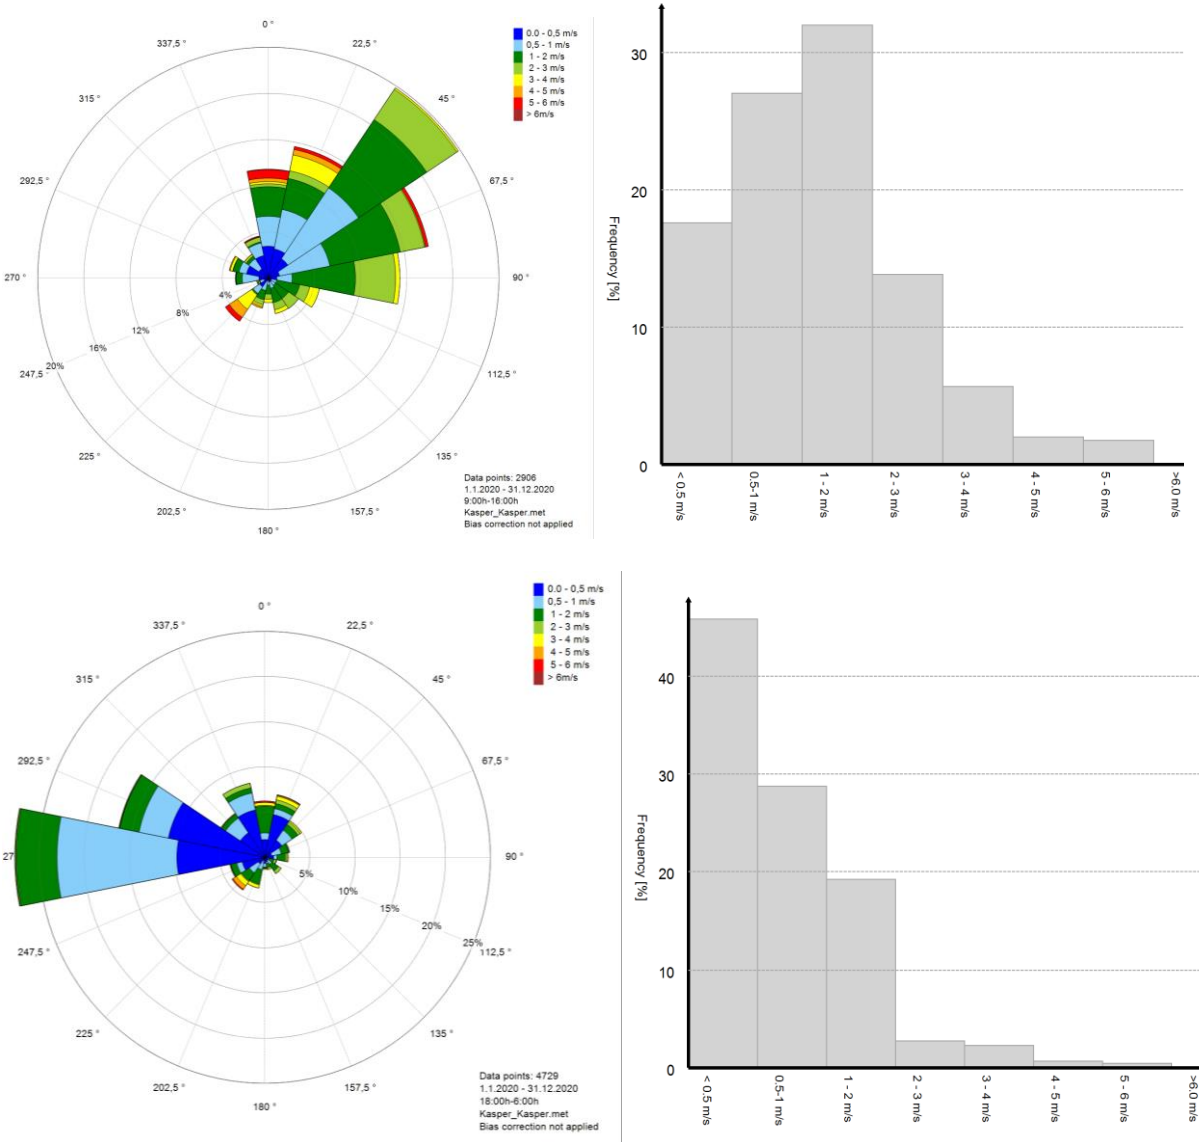 0 °
22,5 °
45 °
67,5 °
90 °
112,5 °
135 °
157,5 °
180 °
202,5 °
225 °
247,5 °
270 °
292,5 °
315 °
337,5 °
4%
8%
12%
16%
20%
0.0 - 0,5 m/s
0,5 - 1 m/s
1 - 2 m/s
2 - 3 m/s
3 - 4 m/s
4 - 5 m/s
5 - 6 m/s
> 6m/s
Data points: 2906
1.1.2020 - 31.12.2020
9:00h-16:00h
Kasper_Kasper.met
Bias correction not applied
Frequency [%]
30
20
10
0
< 0.5 m/s
0.5-1 m/s
1 - 2 m/s
2 - 3 m/s
3 - 4 m/s
4 - 5 m/s
5 - 6 m/s
>6.0 m/s
0 °
22,5 °
45 °
67,5 °
90 °
112,5 °
135 °
157,5 °
180 °
202,5 °
225 °
247,5 °
27
292,5 °
315 °
337,5 °
5%
10%
15%
20%
25%
0.0 - 0,5 m/s
0,5 - 1 m/s
1 - 2 m/s
2 - 3 m/s
3 - 4 m/s
4 - 5 m/s
5 - 6 m/s
> 6m/s
Data points: 4729
1.1.2020 - 31.12.2020
18:00h-6:00h
Kasper_Kasper.met
Bias correction not applied
Frequency [%]
40
30
20
10
0
< 0.5 m/s
0.5-1 m/s
1 - 2 m/s
2 - 3 m/s
3 - 4 m/s
4 - 5 m/s
5 - 6 m/s
>6.0 m/s